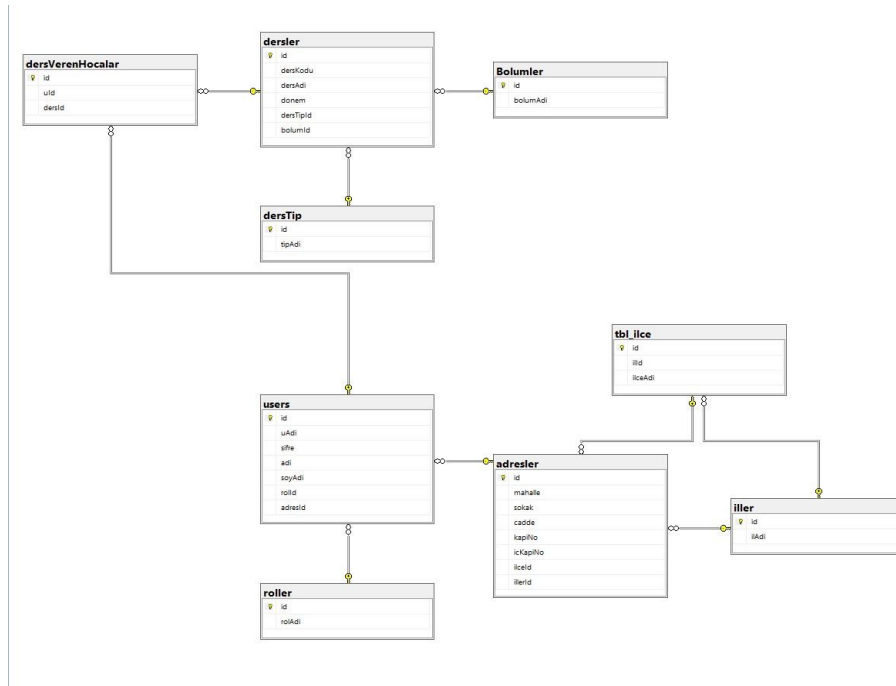 dersVerenHocalar
id
uId
dersId
dersler
id
dersKodu
dersAdi
donem
dersTipId
bolumId
Bolumler
id
bolumAdi
dersTip
id
tipAdi
tbl_ilce
id
ilId
ilceAdi
users
id
uAdi
sifre
adi
soyAdi
rolId
adresId
adresler
id
mahalle
sokak
cadde
kapiNo
icKapiNo
ilceId
illerId
iller
id
ilAdi
roller
id
rolAdi